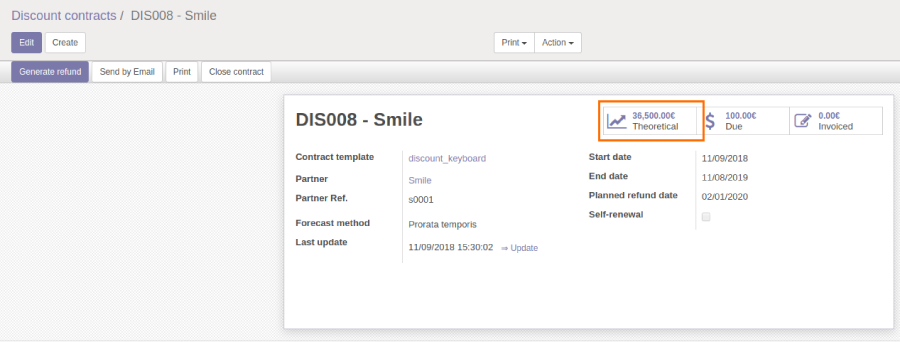 Discount contracts / DIS008 - Smile
Edit Create Print Action
Generate refund Send by Email Print Close contract
DIS008 - Smile
36,500.00€ Theoretical
100.00€ Due
0.00€ Invoiced
Contract template discount_keyboard
Partner Smile
Partner Ref. s0001
Forecast method Prorata temporis
Last update 11/09/2018 15:30:02 ⇒ Update
Start date 11/09/2018
End date 11/08/2019
Planned refund date 02/01/2020
Self-renewal